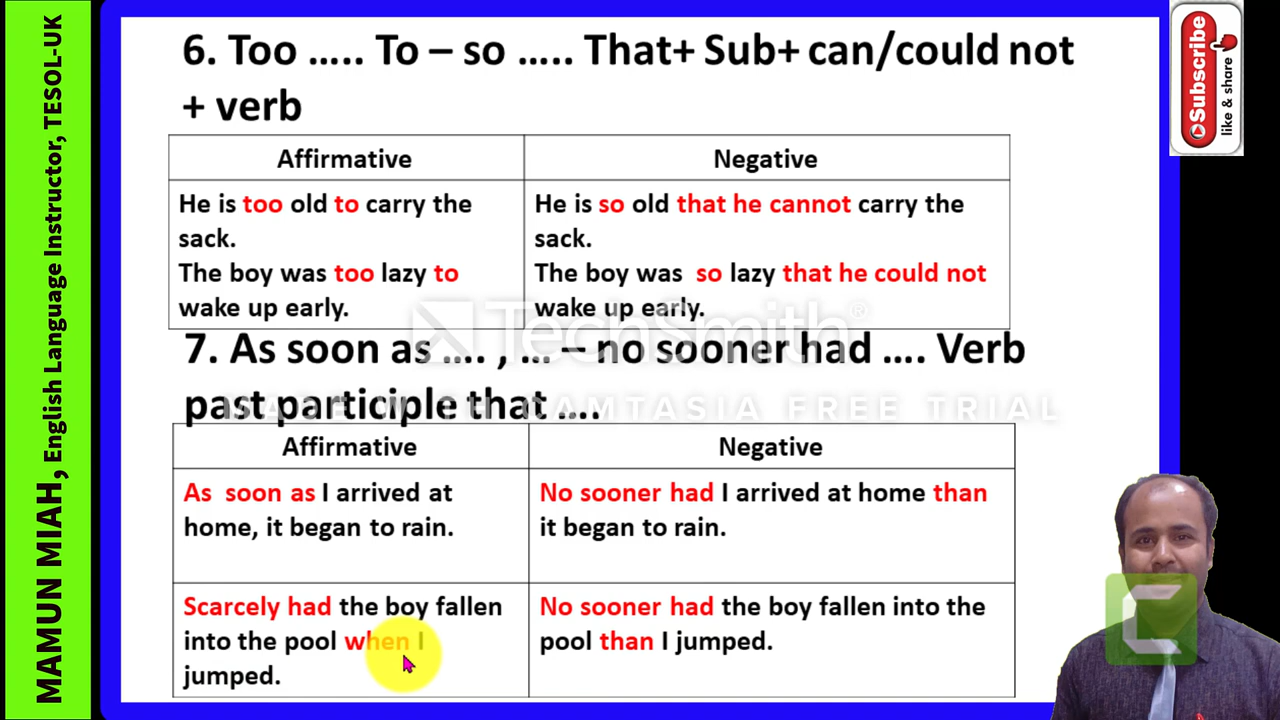 6. Too ..... To – so ..... That+ Sub+ can/could not
+ verb
Affirmative
Negative
He is too old to carry the
sack.
The boy was too lazy to
wake up early.
He is so old that he cannot carry the
sack.
The boy was so lazy that he could not
wake up early.
7. As soon as .... , ... – no sooner had .... Verb
past participle that ....
Affirmative
Negative
As soon as I arrived at
home, it began to rain.
No sooner had I arrived at home than
it began to rain.
Scarcely had the boy fallen
into the pool when I
jumped.
No sooner had the boy fallen into the
pool than I jumped.
MAMUN MIAH, English Language Instructor, TESOL-UK
Subscribe
like & share
TechSmith®
MADE WITH CAMTASIA FREE TRIAL